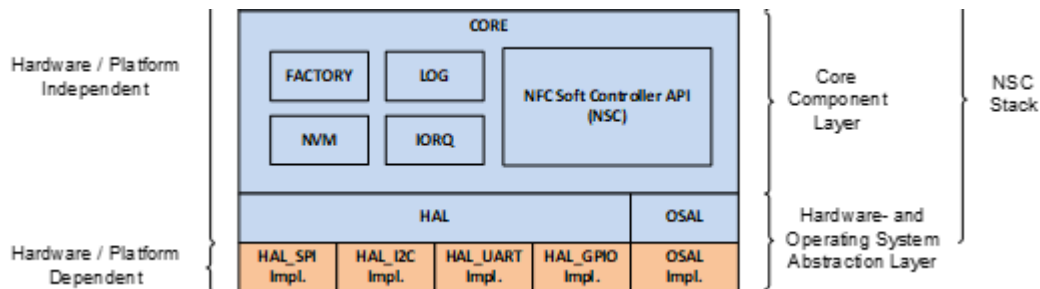 CORE
Hardware / Platform
Independent
FACTORY
LOG
NFC Soft Controller API
(NSC)
NVM
IORQ
Core
Component
Layer
NSC
Stack
HAL
OSAL
Hardware- and
Operating System
Abstraction Layer
Hardware / Platform
Dependent
HAL_SPI
Impl.
HAL_I2C
Impl.
HAL_UART
Impl.
HAL_GPIO
Impl.
OSAL
Impl.